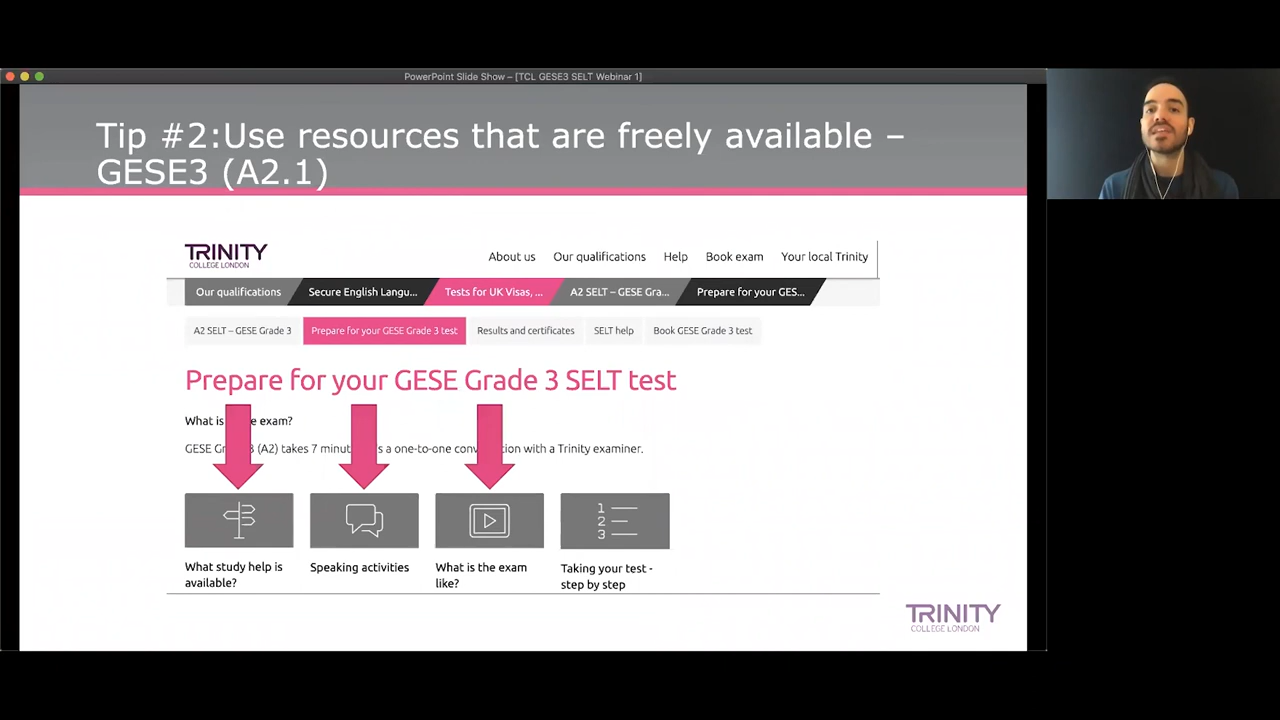 PowerPoint Slide Show – [TCL GESE3 SELT Webinar 1]
Tip #2:Use resources that are freely available –
GESE3 (A2.1)
TRINITY
COLLEGE LONDON
About us Our qualifications Help Book exam Your local Trinity
Our qualifications Secure English Langu... Tests for UK Visas, ... A2 SELT – GESE Gra... Prepare for your GES...
A2 SELT – GESE Grade 3 Prepare for your GESE Grade 3 test Results and certificates SELT help Book GESE Grade 3 test
Prepare for your GESE Grade 3 SELT test
What is e exam?
GESE Gr 3 (A2) takes 7 minut s a one-to-one conv ion with a Trinity examiner.
1
2
3
What study help is
available?
Speaking activities
What is the exam
like?
Taking your test -
step by step
TRINITY
COLLEGE LONDON